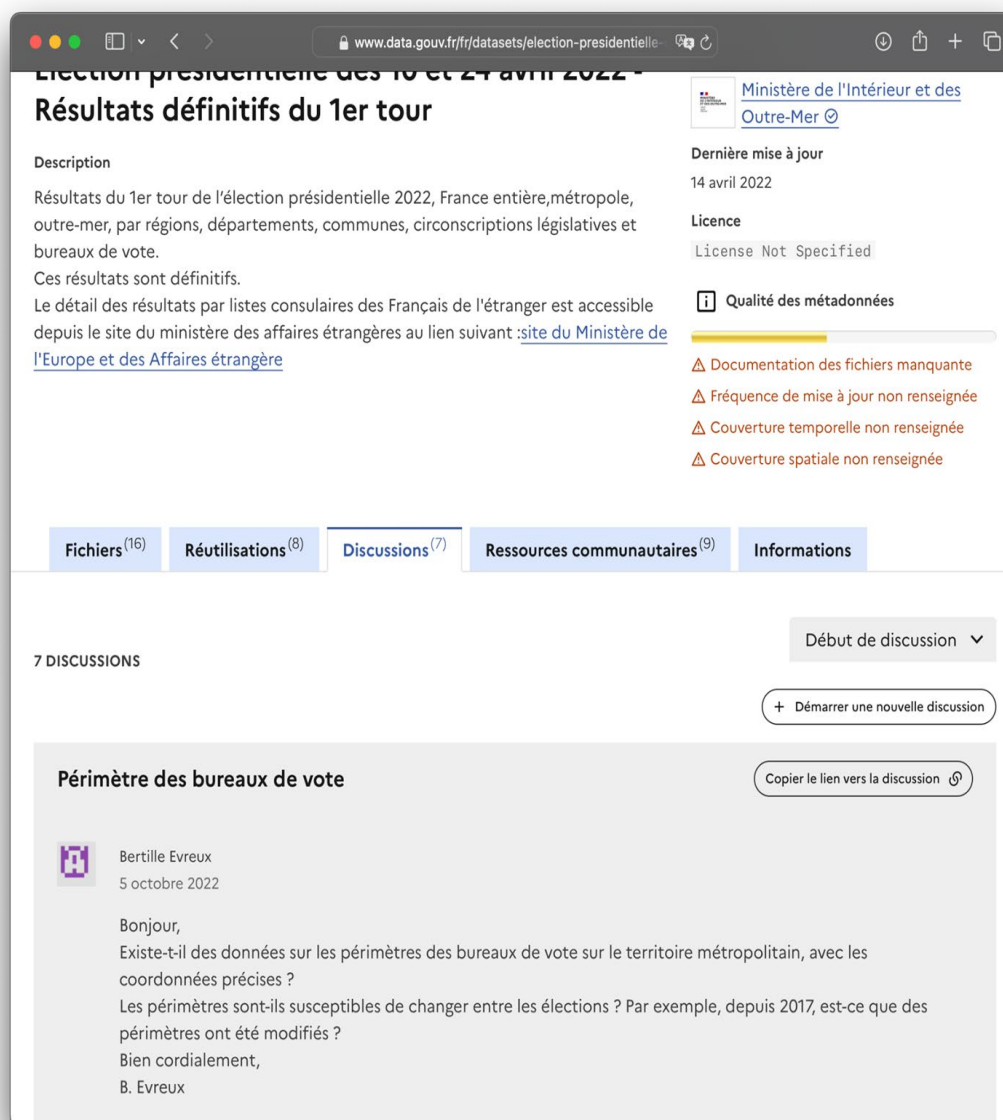 www.data.gouv.fr/fr/datasets/election-presidentielle-
Election présidentielle des 10 et 24 avril 2022 -
Résultats définitifs du 1er tour
Description
Résultats du 1er tour de l'élection présidentielle 2022, France entière,métropole,
outre-mer, par régions, départements, communes, circonscriptions législatives et
bureaux de vote.
Ces résultats sont définitifs.
Le détail des résultats par listes consulaires des Français de l'étranger est accessible
depuis le site du ministère des affaires étrangères au lien suivant :site du Ministère de
l'Europe et des Affaires étrangère
Ministère de l'Intérieur et des
Outre-Mer
Dernière mise à jour
14 avril 2022
Licence
License Not Specified
Qualité des métadonnées
Documentation des fichiers manquante
Fréquence de mise à jour non renseignée
Couverture temporelle non renseignée
Couverture spatiale non renseignée
Fichiers (16) Réutilisations (8) Discussions (7) Ressources communautaires (9) Informations
7 DISCUSSIONS
Début de discussion
+ Démarrer une nouvelle discussion
Périmètre des bureaux de vote
Copier le lien vers la discussion
Bertille Evreux
5 octobre 2022
Bonjour,
Existe-t-il des données sur les périmètres des bureaux de vote sur le territoire métropolitain, avec les
coordonnées précises ?
Les périmètres sont-ils susceptibles de changer entre les élections ? Par exemple, depuis 2017, est-ce que des
périmètres ont été modifiés ?
Bien cordialement,
B. Evreux